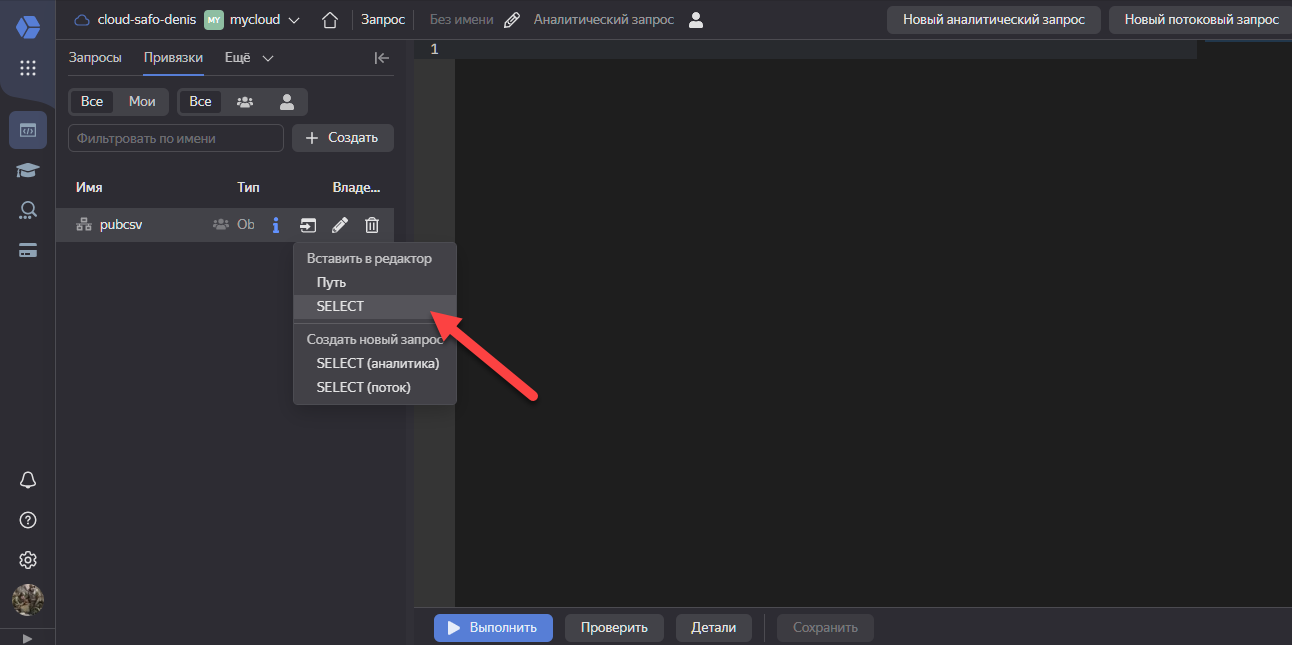 cloud-safo-denis MY mycloud Запрос Без имени Аналитический запрос Новый аналитический запрос Новый потоковый запрос
Запросы Привязки Ещё
1
Все Мои Все
Фильтровать по имени + Создать
Имя Тип Владе...
pubcsv Ob
Вставить в редактор
Путь
SELECT
Создать новый запрос
SELECT (аналитика)
SELECT (поток)
Выполнить Проверить Детали Сохранить